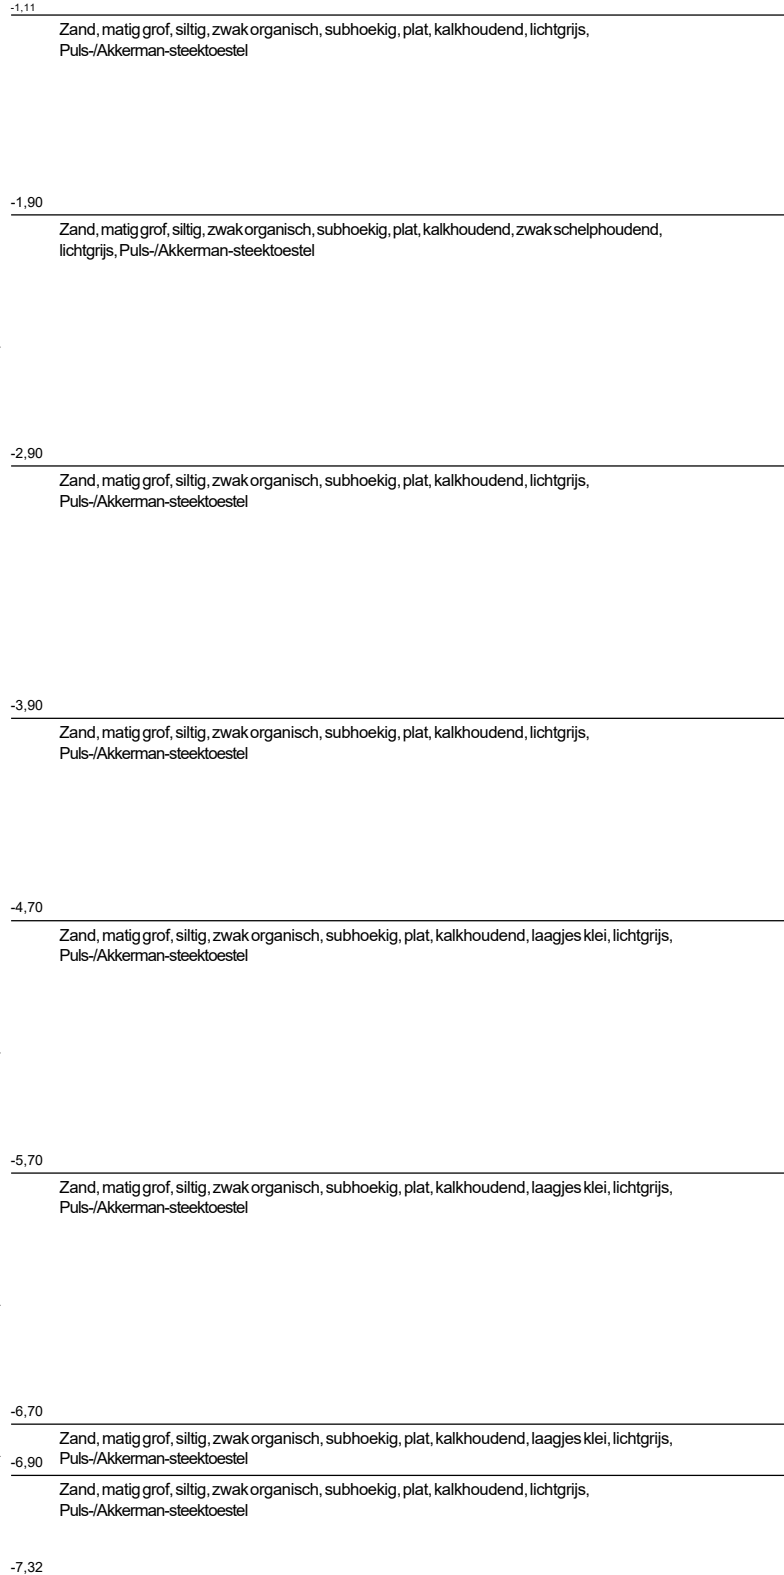 -1,11
Zand, matig grof, siltig, zwak organisch, subhoekig, plat, kalkhoudend, lichtgrijs,
Puls-/Akkerman-steektoestel
-1,90
Zand, matig grof, siltig, zwak organisch, subhoekig, plat, kalkhoudend, zwak schelphoudend,
lichtgrijs, Puls-/Akkerman-steektoestel
-2,90
Zand, matig grof, siltig, zwak organisch, subhoekig, plat, kalkhoudend, lichtgrijs,
Puls-/Akkerman-steektoestel
-3,90
Zand, matig grof, siltig, zwak organisch, subhoekig, plat, kalkhoudend, lichtgrijs,
Puls-/Akkerman-steektoestel
-4,70
Zand, matig grof, siltig, zwak organisch, subhoekig, plat, kalkhoudend, laagjes klei, lichtgrijs,
Puls-/Akkerman-steektoestel
-5,70
Zand, matig grof, siltig, zwak organisch, subhoekig, plat, kalkhoudend, laagjes klei, lichtgrijs,
Puls-/Akkerman-steektoestel
-6,70
Zand, matig grof, siltig, zwak organisch, subhoekig, plat, kalkhoudend, laagjes klei, lichtgrijs,
Puls-/Akkerman-steektoestel
-6,90
Zand, matig grof, siltig, zwak organisch, subhoekig, plat, kalkhoudend, lichtgrijs,
Puls-/Akkerman-steektoestel
-7,32